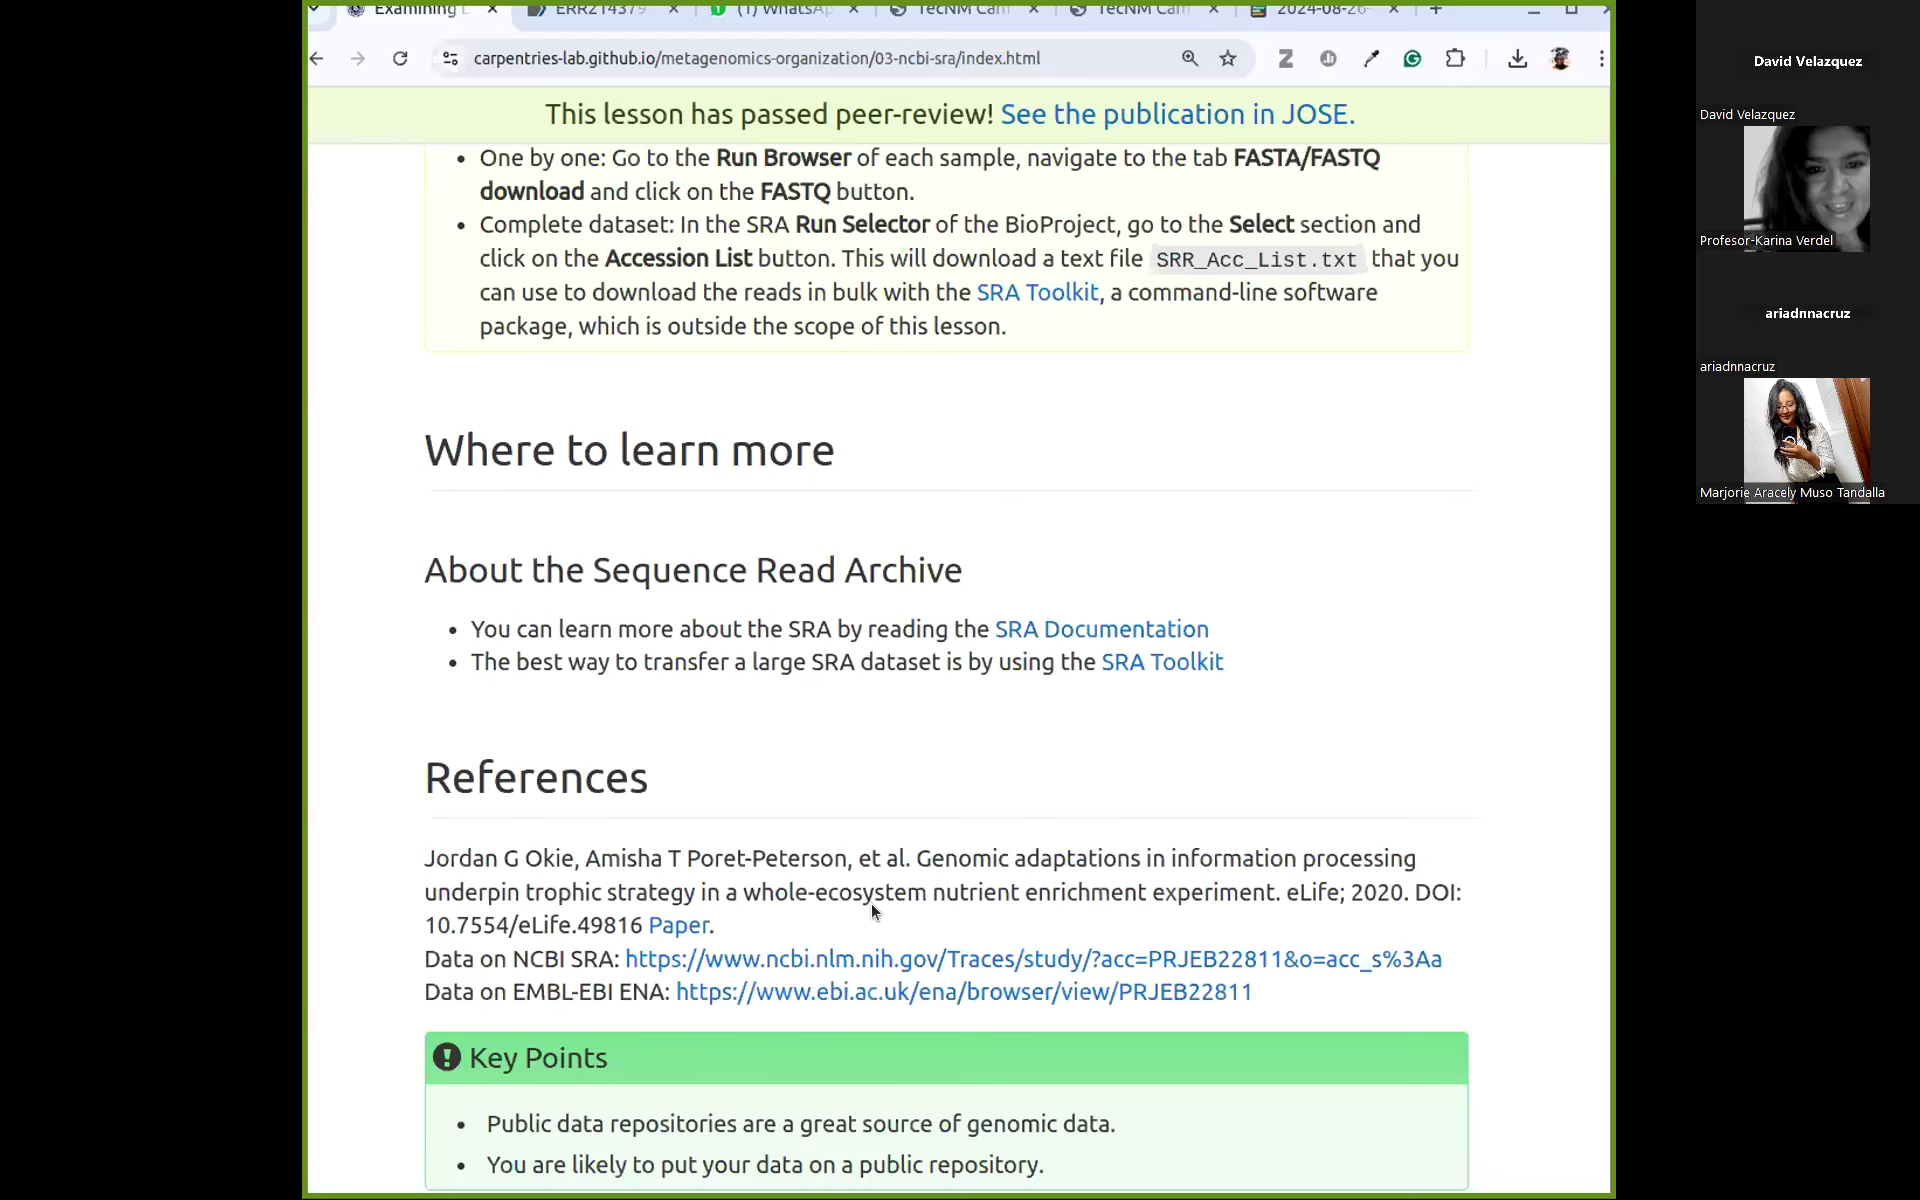 Examining L
ERR214379
(1) WhatsAp
TecNM Cam
TecNM Cam
2024-08-26-
carpentries-lab.github.io/metagenomics-organization/03-ncbi-sra/index.html
This lesson has passed peer-review! See the publication in JOSE.
• One by one: Go to the Run Browser of each sample, navigate to the tab FASTA/FASTQ
download and click on the FASTQ button.
• Complete dataset: In the SRA Run Selector of the BioProject, go to the Select section and
click on the Accession List button. This will download a text file SRR_Acc_List.txt that you
can use to download the reads in bulk with the SRA Toolkit, a command-line software
package, which is outside the scope of this lesson.
Where to learn more
About the Sequence Read Archive
• You can learn more about the SRA by reading the SRA Documentation
• The best way to transfer a large SRA dataset is by using the SRA Toolkit
References
Jordan G Okie, Amisha T Poret-Peterson, et al. Genomic adaptations in information processing
underpin trophic strategy in a whole-ecosystem nutrient enrichment experiment. eLife; 2020. DOI:
10.7554/eLife.49816 Paper.
Data on NCBI SRA: https://www.ncbi.nlm.nih.gov/Traces/study/?acc=PRJEB22811&o=acc_s%3Aa
Data on EMBL-EBI ENA: https://www.ebi.ac.uk/ena/browser/view/PRJEB22811
Key Points
• Public data repositories are a great source of genomic data.
• You are likely to put your data on a public repository.
David Velazquez
David Velazquez
Profesor-Karina Verdel
ariadnnacruz
ariadnnacruz
Marjorie Aracely Muso Tandalla